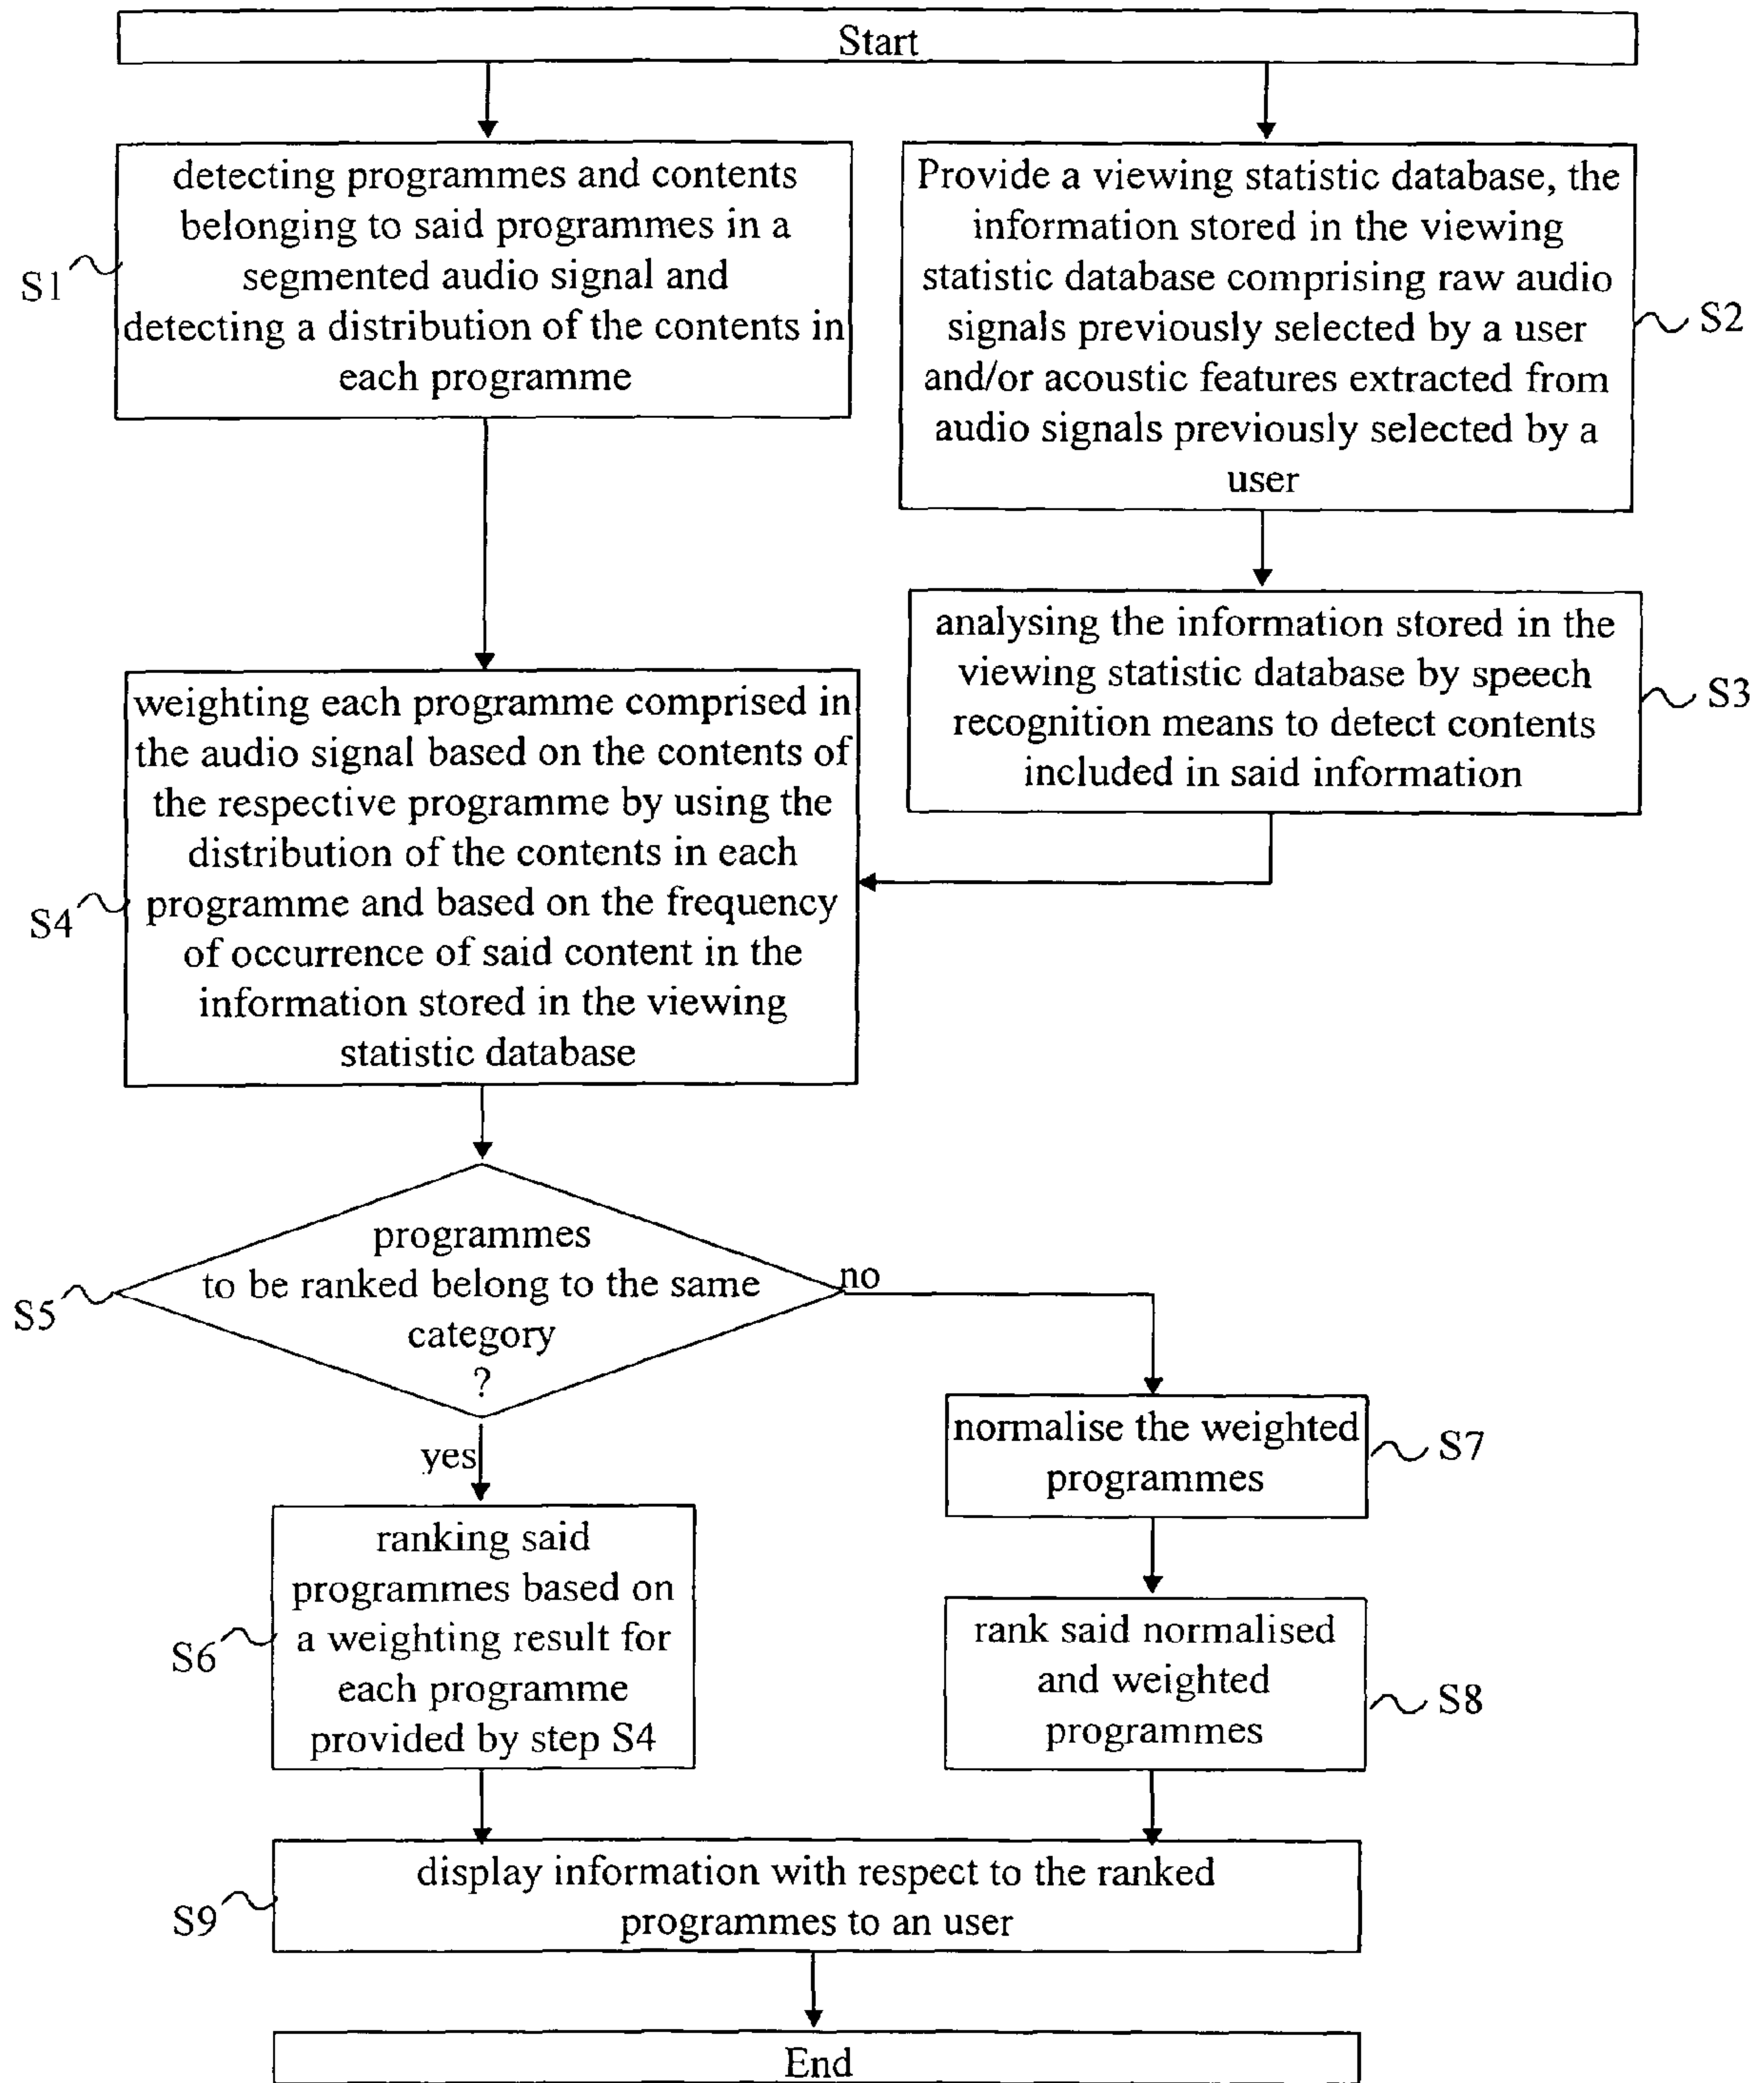 Start
detecting programmes and contents
belonging to said programmes in a
segmented audio signal and
detecting a distribution of the contents in
each programme
S1
Provide a viewing statistic database, the
information stored in the viewing
statistic database comprising raw audio
signals previously selected by a user
and/or acoustic features extracted from
audio signals previously selected by a
user
S2
analysing the information stored in the
viewing statistic database by speech
recognition means to detect contents
included in said information
S3
weighting each programme comprised in
the audio signal based on the contents of
the respective programme by using the
distribution of the contents in each
programme and based on the frequency
of occurrence of said content in the
information stored in the viewing
statistic database
S4
programmes
to be ranked belong to the same
category
?
S5
no
yes
normalise the weighted
programmes
S7
ranking said
programmes based on
a weighting result for
each programme
provided by step S4
S6
rank said normalised
and weighted
programmes
S8
display information with respect to the ranked
programmes to an user
S9
End